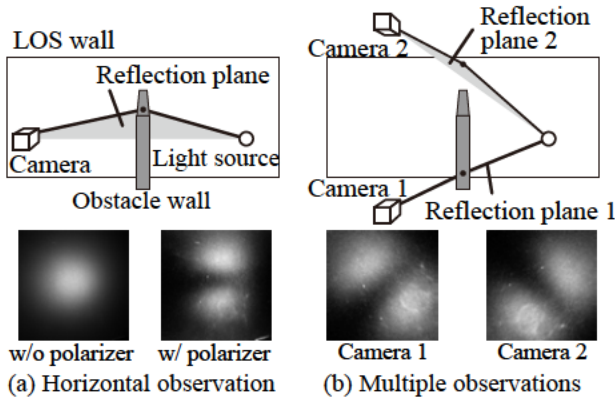 LOS wall
Reflection plane
Camera
Light source
Obstacle wall
w/o polarizer
w/ polarizer
(a) Horizontal observation
Camera 2
Reflection
plane 2
Camera 1
Reflection plane 1
Camera 1
Camera 2
(b) Multiple observations